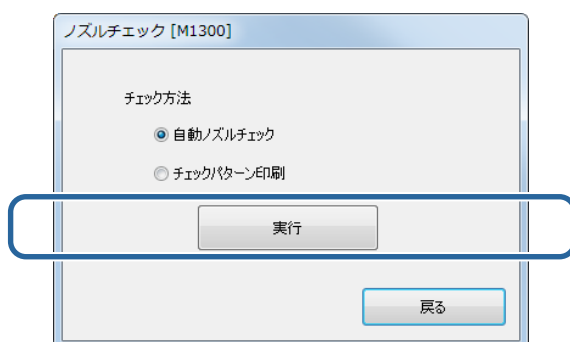 ノズルチェック [M1300]
チェック方法
自動ノズルチェック
チェックパターン印刷
実行
戻る